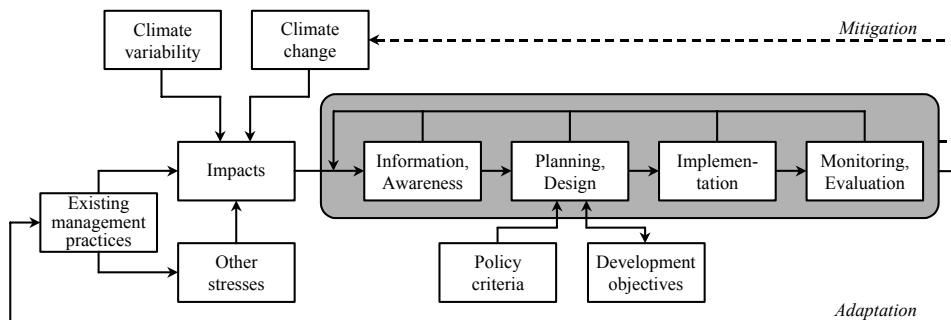 Climate
variability
Climate
change
Mitigation
Impacts
Information,
Awareness
Planning,
Design
Implemen-
tation
Monitoring,
Evaluation
Existing
management
practices
Other
stresses
Policy
criteria
Development
objectives
Adaptation